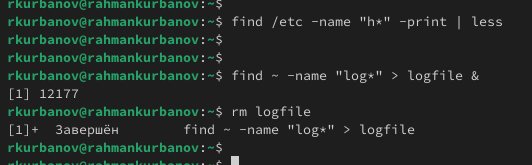 rkurbanov@rahmankurbanov:~$
rkurbanov@rahmankurbanov:~$ find /etc -name "h*" -print | less
rkurbanov@rahmankurbanov:~$
rkurbanov@rahmankurbanov:~$
rkurbanov@rahmankurbanov:~$ find ~ -name "log*" > logfile &
[1] 12177
rkurbanov@rahmankurbanov:~$ rm logfile
[1]+  Завершён        find ~ -name "log*" > logfile
rkurbanov@rahmankurbanov:~$
rkurbanov@rahmankurbanov:~$